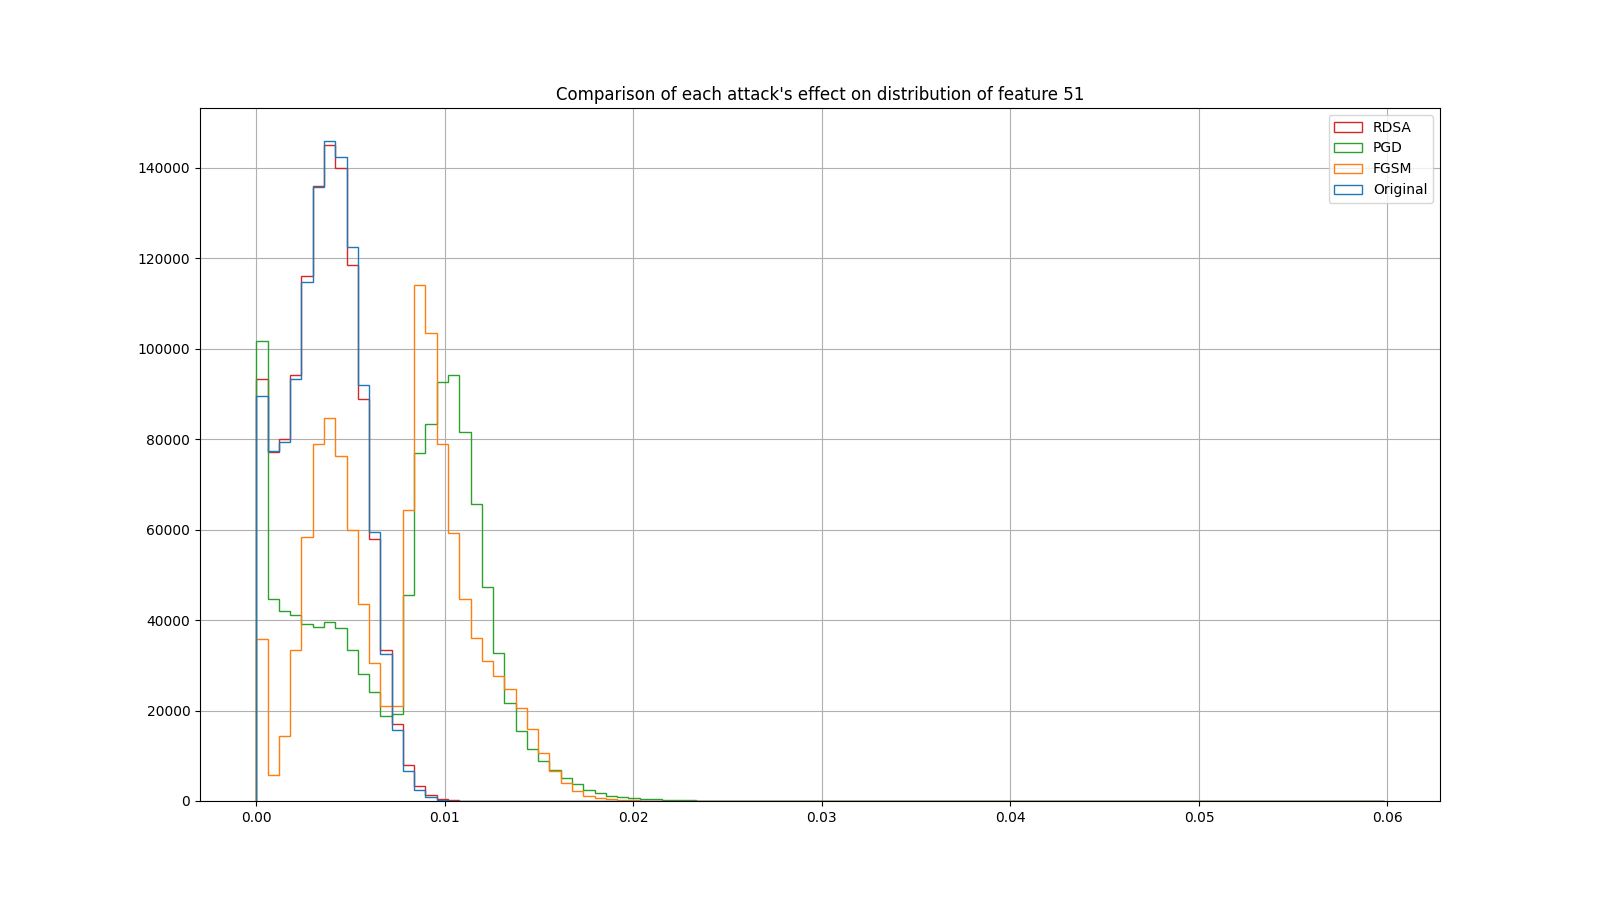 Comparison of each attack's effect on distribution of feature 51
RDSA
PGD
FGSM
Original
140000
120000
100000
80000
60000
40000
20000
0
0.00 0.01 0.02 0.03 0.04 0.05 0.06